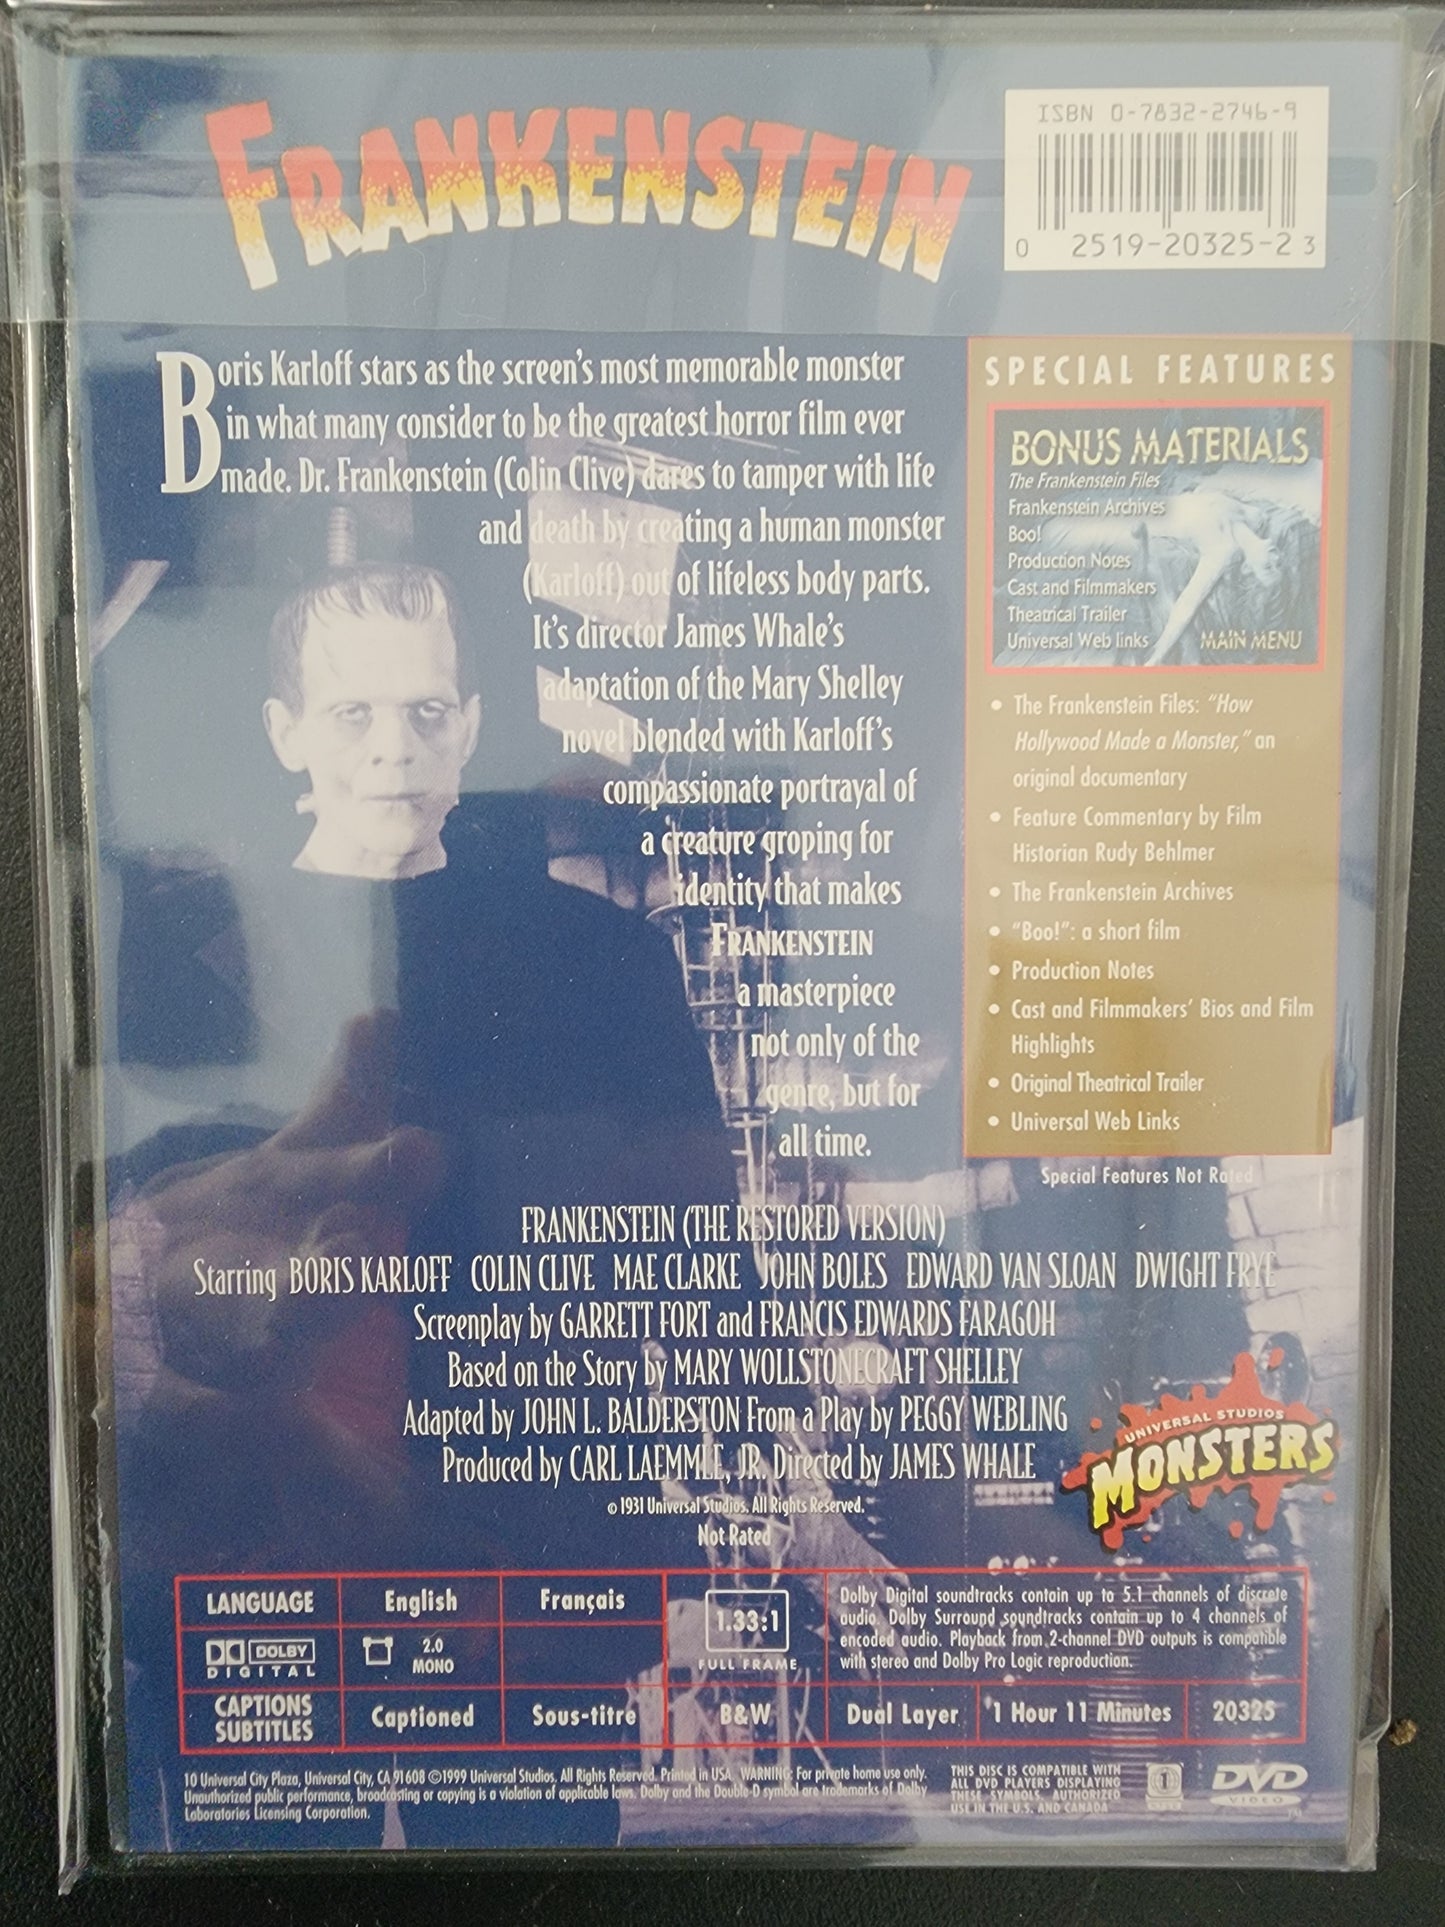 FRANKENSTEIN
ISBN 0-7832-2746-9
0 2519-20325-2 3
Boris Karloff stars as the screen's most memorable monster
in what many consider to be the greatest horror film ever
made. Dr. Frankenstein (Colin Clive) dares to tamper with life
and death by creating a human monster
(Karloff) out of lifeless body parts.
It's director James Whale's
adaptation of the Mary Shelley
novel blended with Karloff's
compassionate portrayal of
a creature groping for
identity that makes
FRANKENSTEIN
a masterpiece
not only of the
genre, but for
all time.
SPECIAL FEATURES
BONUS MATERIALS
The Frankenstein Files
Frankenstein Archives
Boo!
Production Notes
Cast and Filmmakers
Theatrical Trailer
Universal Web links
MAIN MENU
• The Frankenstein Files: "How
Hollywood Made a Monster," an
original documentary
• Feature Commentary by Film
Historian Rudy Behlmer
• The Frankenstein Archives
• "Boo!": a short film
• Production Notes
• Cast and Filmmakers' Bios and Film
Highlights
• Original Theatrical Trailer
• Universal Web Links
Special Features Not Rated
FRANKENSTEIN (THE RESTORED VERSION)
Starring BORIS KARLOFF COLIN CLIVE MAE CLARKE JOHN BOLES EDWARD VAN SLOAN DWIGHT FRYE
Screenplay by GARRETT FORT and FRANCIS EDWARDS FARAGOH
Based on the Story by MARY WOLLSTONECRAFT SHELLEY
Adapted by JOHN L. BALDERSTON From a Play by PEGGY WEBLING
Produced by CARL LAEMMLE, JR. Directed by JAMES WHALE
© 1931 Universal Studios. All Rights Reserved.
Not Rated
UNIVERSAL STUDIOS
MONSTERS
LANGUAGE
English
Français
DOLBY
DIGITAL
2.0
MONO
CAPTIONS
SUBTITLES
Captioned
Sous-titre
1.33:1
FULL FRAME
B&W
Dolby Digital soundtracks contain up to 5.1 channels of discrete
audio. Dolby Surround soundtracks contain up to 4 channels of
encoded audio. Playback from 2-channel DVD outputs is compatible
with stereo and Dolby Pro Logic reproduction.
Dual Layer
1 Hour 11 Minutes
20325
10 Universal City Plaza, Universal City, CA 91608 ©1999 Universal Studios. All Rights Reserved. Printed in USA. WARNING: For private home use only.
Unauthorized public performance, broadcasting or copying is a violation of applicable laws. Dolby and the Double-D symbol are trademarks of Dolby
Laboratories Licensing Corporation.
THIS DISC IS COMPATIBLE WITH
ALL DVD PLAYERS DISPLAYING
THESE SYMBOLS. AUTHORIZED
USE IN THE U.S. AND CANADA
1
DVD
VIDEO
TM